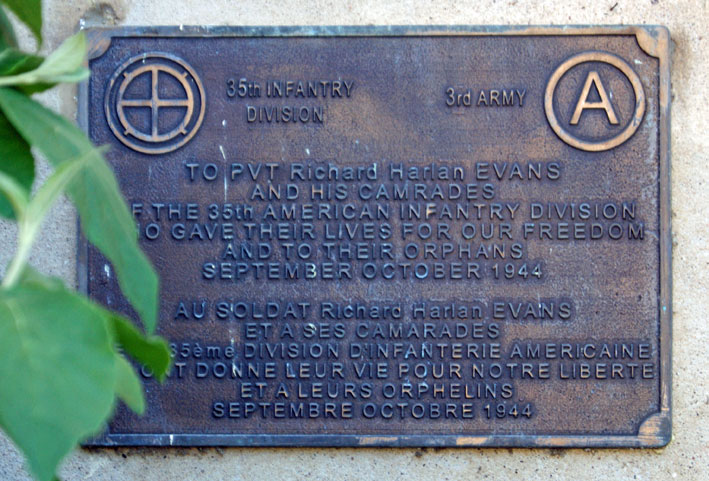 35th INFANTRY DIVISION
3rd ARMY
A
TO PVT Richard Harlan EVANS
AND HIS CAMRADES
THE 35th AMERICAN INFANTRY DIVISION
GAVE THEIR LIVES FOR OUR FREEDOM
AND TO THEIR ORPHANS
SEPTEMBER OCTOBER 1944
AU SOLDAT Richard Harlan EVANS
ET A SES CAMARADES
35ème DIVISION D'INFANTERIE AMERICAINE
ONT DONNE LEUR VIE POUR NOTRE LIBERTE
ET A LEURS ORPHELINS
SEPTEMBRE OCTOBRE 1944